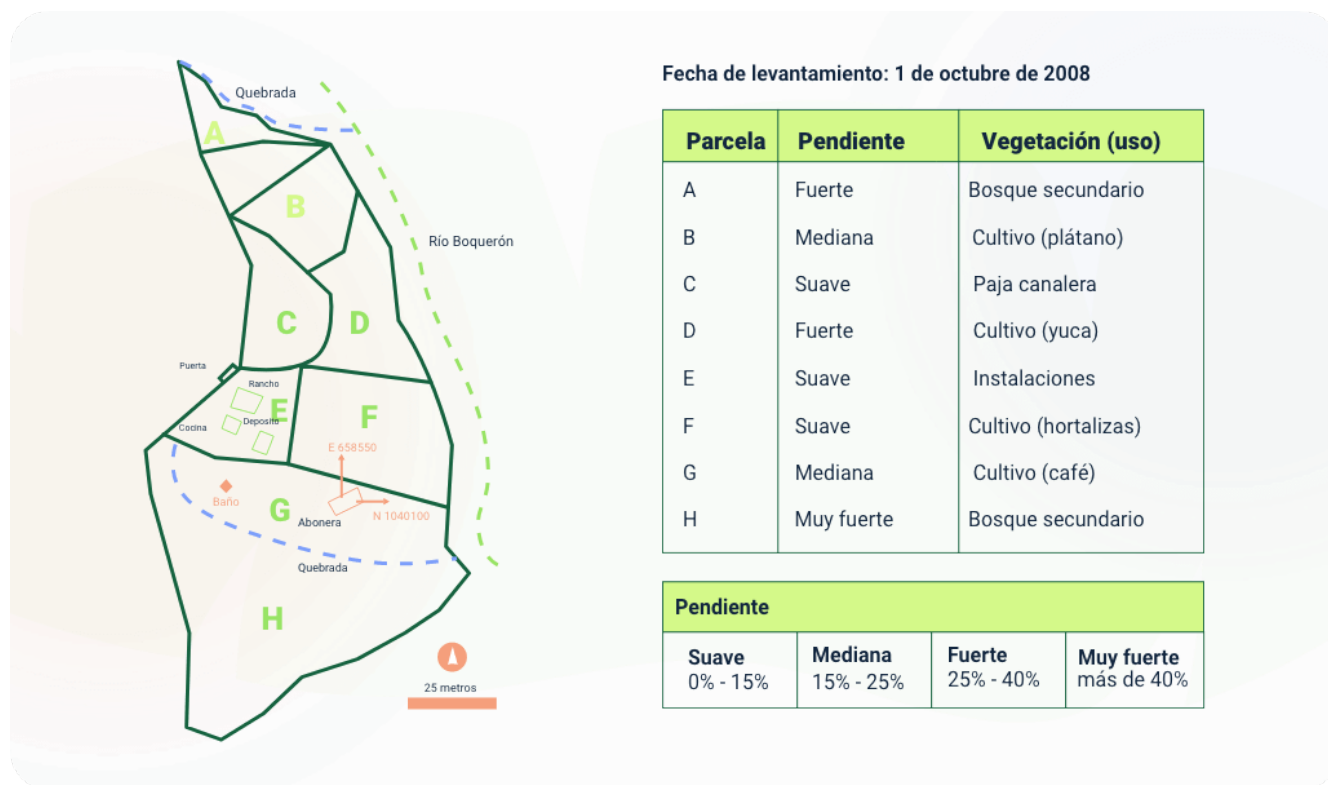 Quebrada
A
B
Río Boquerón
C
D
Puerta
Rancho
E
Deposito
Cocina
F
E 658550
Baño
G
Abonera
N 1040100
Quebrada
H
25 metros
Fecha de levantamiento: 1 de octubre de 2008
Parcela Pendiente Vegetación (uso)
A Fuerte Bosque secundario
B Mediana Cultivo (plátano)
C Suave Paja canalera
D Fuerte Cultivo (yuca)
E Suave Instalaciones
F Suave Cultivo (hortalizas)
G Mediana Cultivo (café)
H Muy fuerte Bosque secundario
Pendiente
Suave Mediana Fuerte Muy fuerte
0% - 15% 15% - 25% 25% - 40% más de 40%